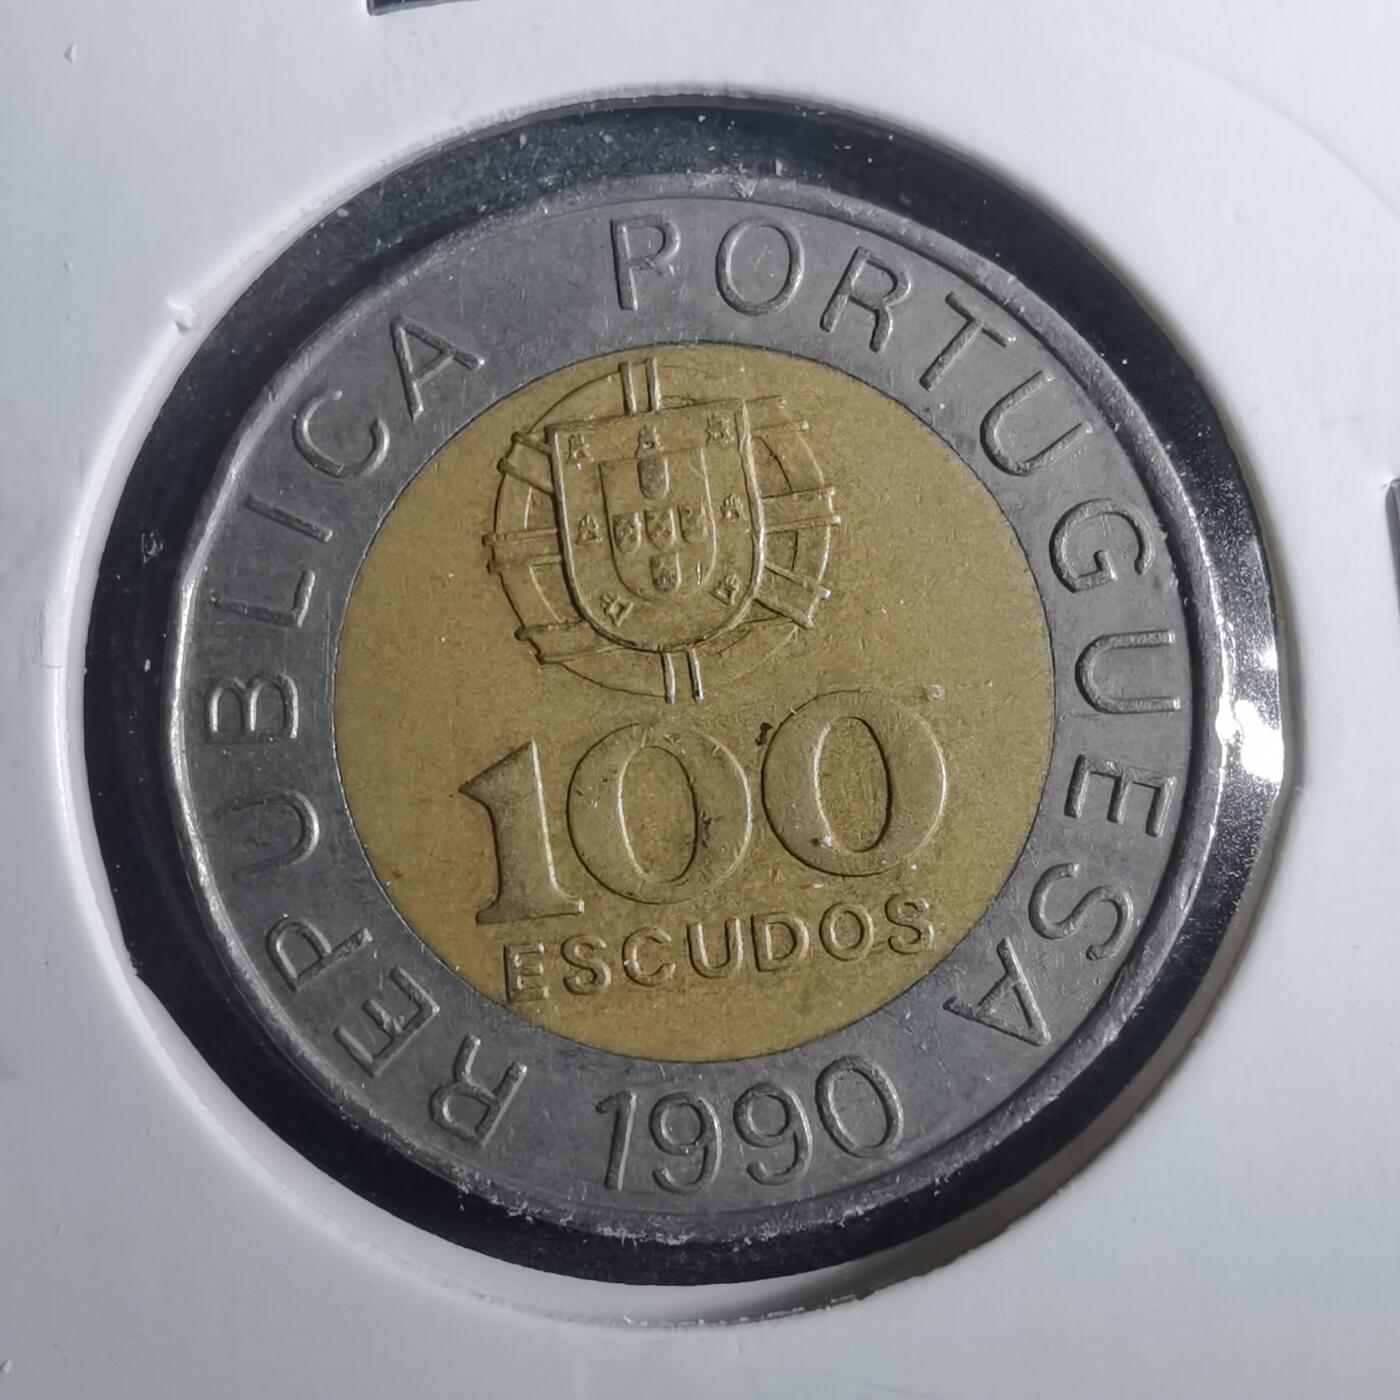 REPUBLICA PORTUGUESA
100
ESCUDOS
1990